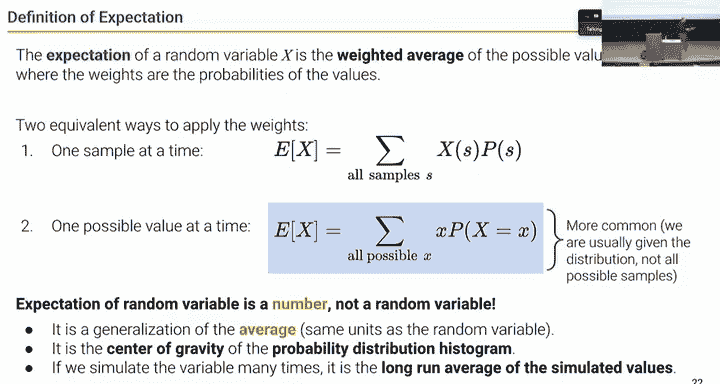 Definition of Expectation
Talking:
The expectation of a random variable X is the weighted average of the possible valu
where the weights are the probabilities of the values.
Two equivalent ways to apply the weights:
1. One sample at a time: E[X] = ∑ X(s)P(s)
all samples s
2. One possible value at a time: E[X] = ∑ xP(X = x)
all possible x
More common (we
are usually given the
distribution, not all
possible samples)
Expectation of random variable is a number, not a random variable!
● It is a generalization of the average (same units as the random variable).
● It is the center of gravity of the probability distribution histogram.
● If we simulate the variable many times, it is the long run average of the simulated values.
22